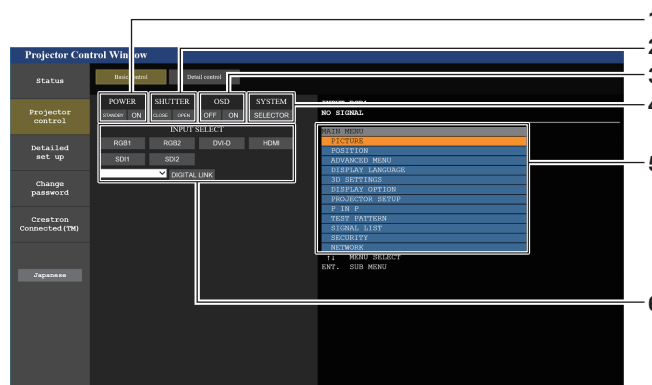 1
2
Projector Control Window
3
Status
Basic control
Detail control
4
POWER
SHUTTER
OSD
SYSTEM
STANDBY ON
CLOSE OPEN
OFF ON
SELECTOR
NO SIGNAL
Projector
control
INPUT SELECT
MAIN MENU
RGB1
RGB2
DVI-D
HDMI
PICTURE
POSITION
Detailed
set up
SDI1
SDI2
ADVANCED MENU
DISPLAY LANGUAGE
5
DIGITAL LINK
3D SETTINGS
DISPLAY OPTION
Change
password
PROJECTOR SETUP
P IN P
TEST PATTERN
Crestron
Connected(TM)
SIGNAL LIST
SECURITY
NETWORK
↑↓ MENU SELECT
ENT. SUB MENU
Japanese
6